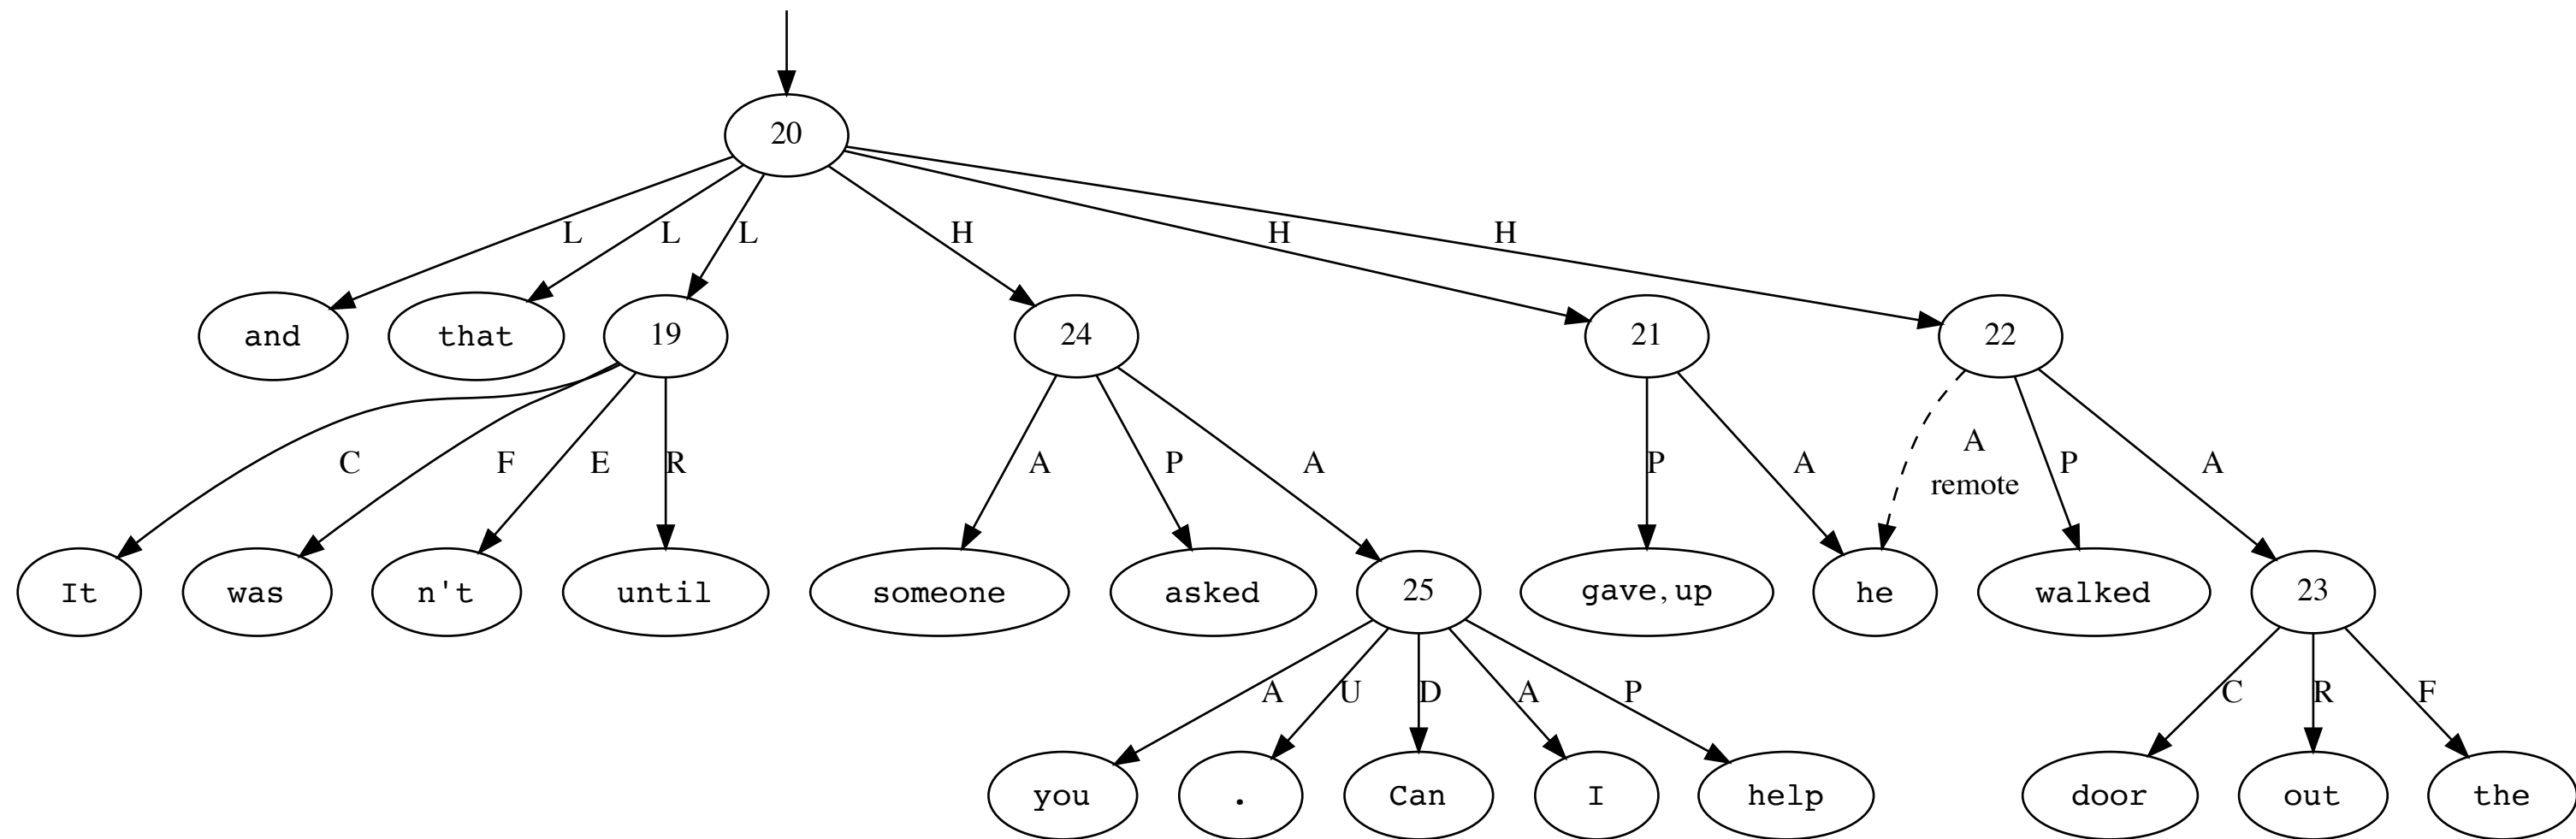 20
L L L H H H
and that 19 24 21 22
C F E R A P A P A A remote P A
It was n't until someone asked 25 gave,up he walked 23
A U D A P C R F
you . Can I help door out the